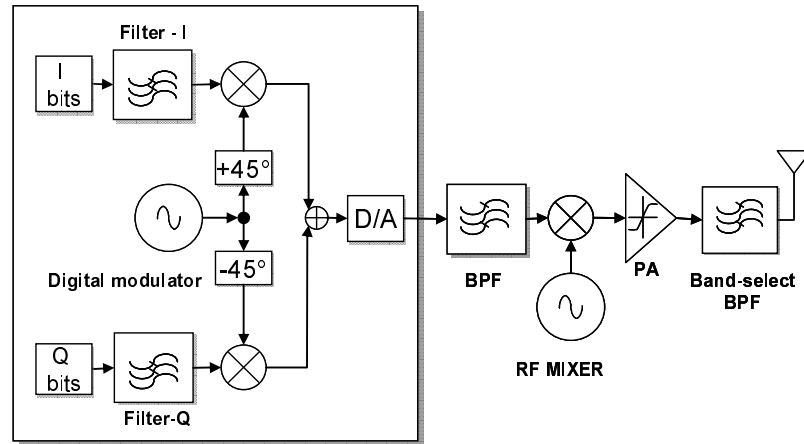 Filter - I
I
bits
+45°
Digital modulator
-45°
D/A
Q
bits
Filter-Q
BPF
RF MIXER
PA
Band-select
BPF